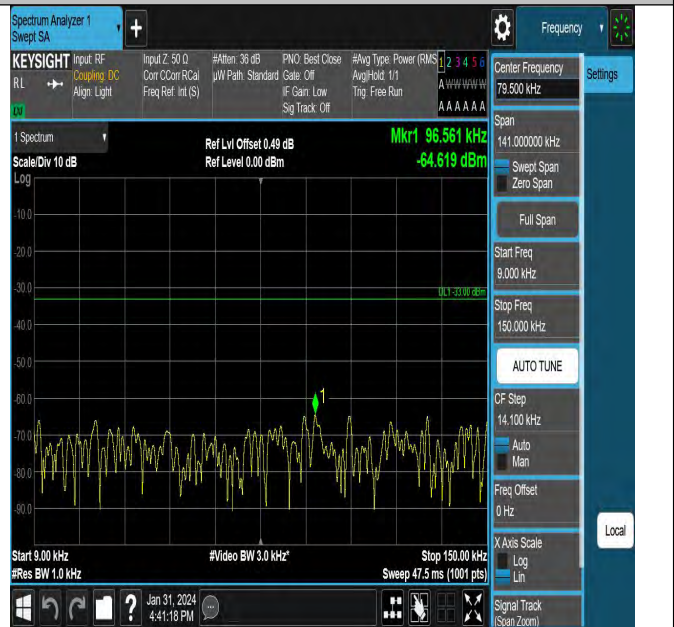 Spectrum Analyzer 1
Swept SA
+
Frequency
KEYSIGHT
RL
Input: RF
Coupling: DC
Align: Light
Input Z: 50 Ω
Corr CCorr RCal
Freq Ref: Int (S)
#Atten: 36 dB
µW Path: Standard
PNO: Best Close
Gate: Off
IF Gain: Low
Sig Track: Off
#Avg Type: Power (RMS
Avg|Hold: 1/1
Trig: Free Run
1 2 3 4 5 6
A W W W W W
A A A A A A
Center Frequency
79.500 kHz
Settings
Span
141.000000 kHz
Swept Span
Zero Span
Full Span
Start Freq
9.000 kHz
Stop Freq
150.000 kHz
AUTO TUNE
CF Step
14.100 kHz
Auto
Man
Freq Offset
0 Hz
X Axis Scale
Log
Lin
Signal Track
(Span Zoom)
Local
1 Spectrum
Scale/Div 10 dB
Log
Ref Lvl Offset 0.49 dB
Ref Level 0.00 dBm
Mkr1 96.561 kHz
-64.619 dBm
-10.0
-20.0
-30.0
DL1 -33.00 dBm
-40.0
-50.0
-60.0
1
-70.0
-80.0
-90.0
Start 9.00 kHz
#Res BW 1.0 kHz
#Video BW 3.0 kHz*
Stop 150.00 kHz
Sweep 47.5 ms (1001 pts)
?
Jan 31, 2024
4:41:18 PM